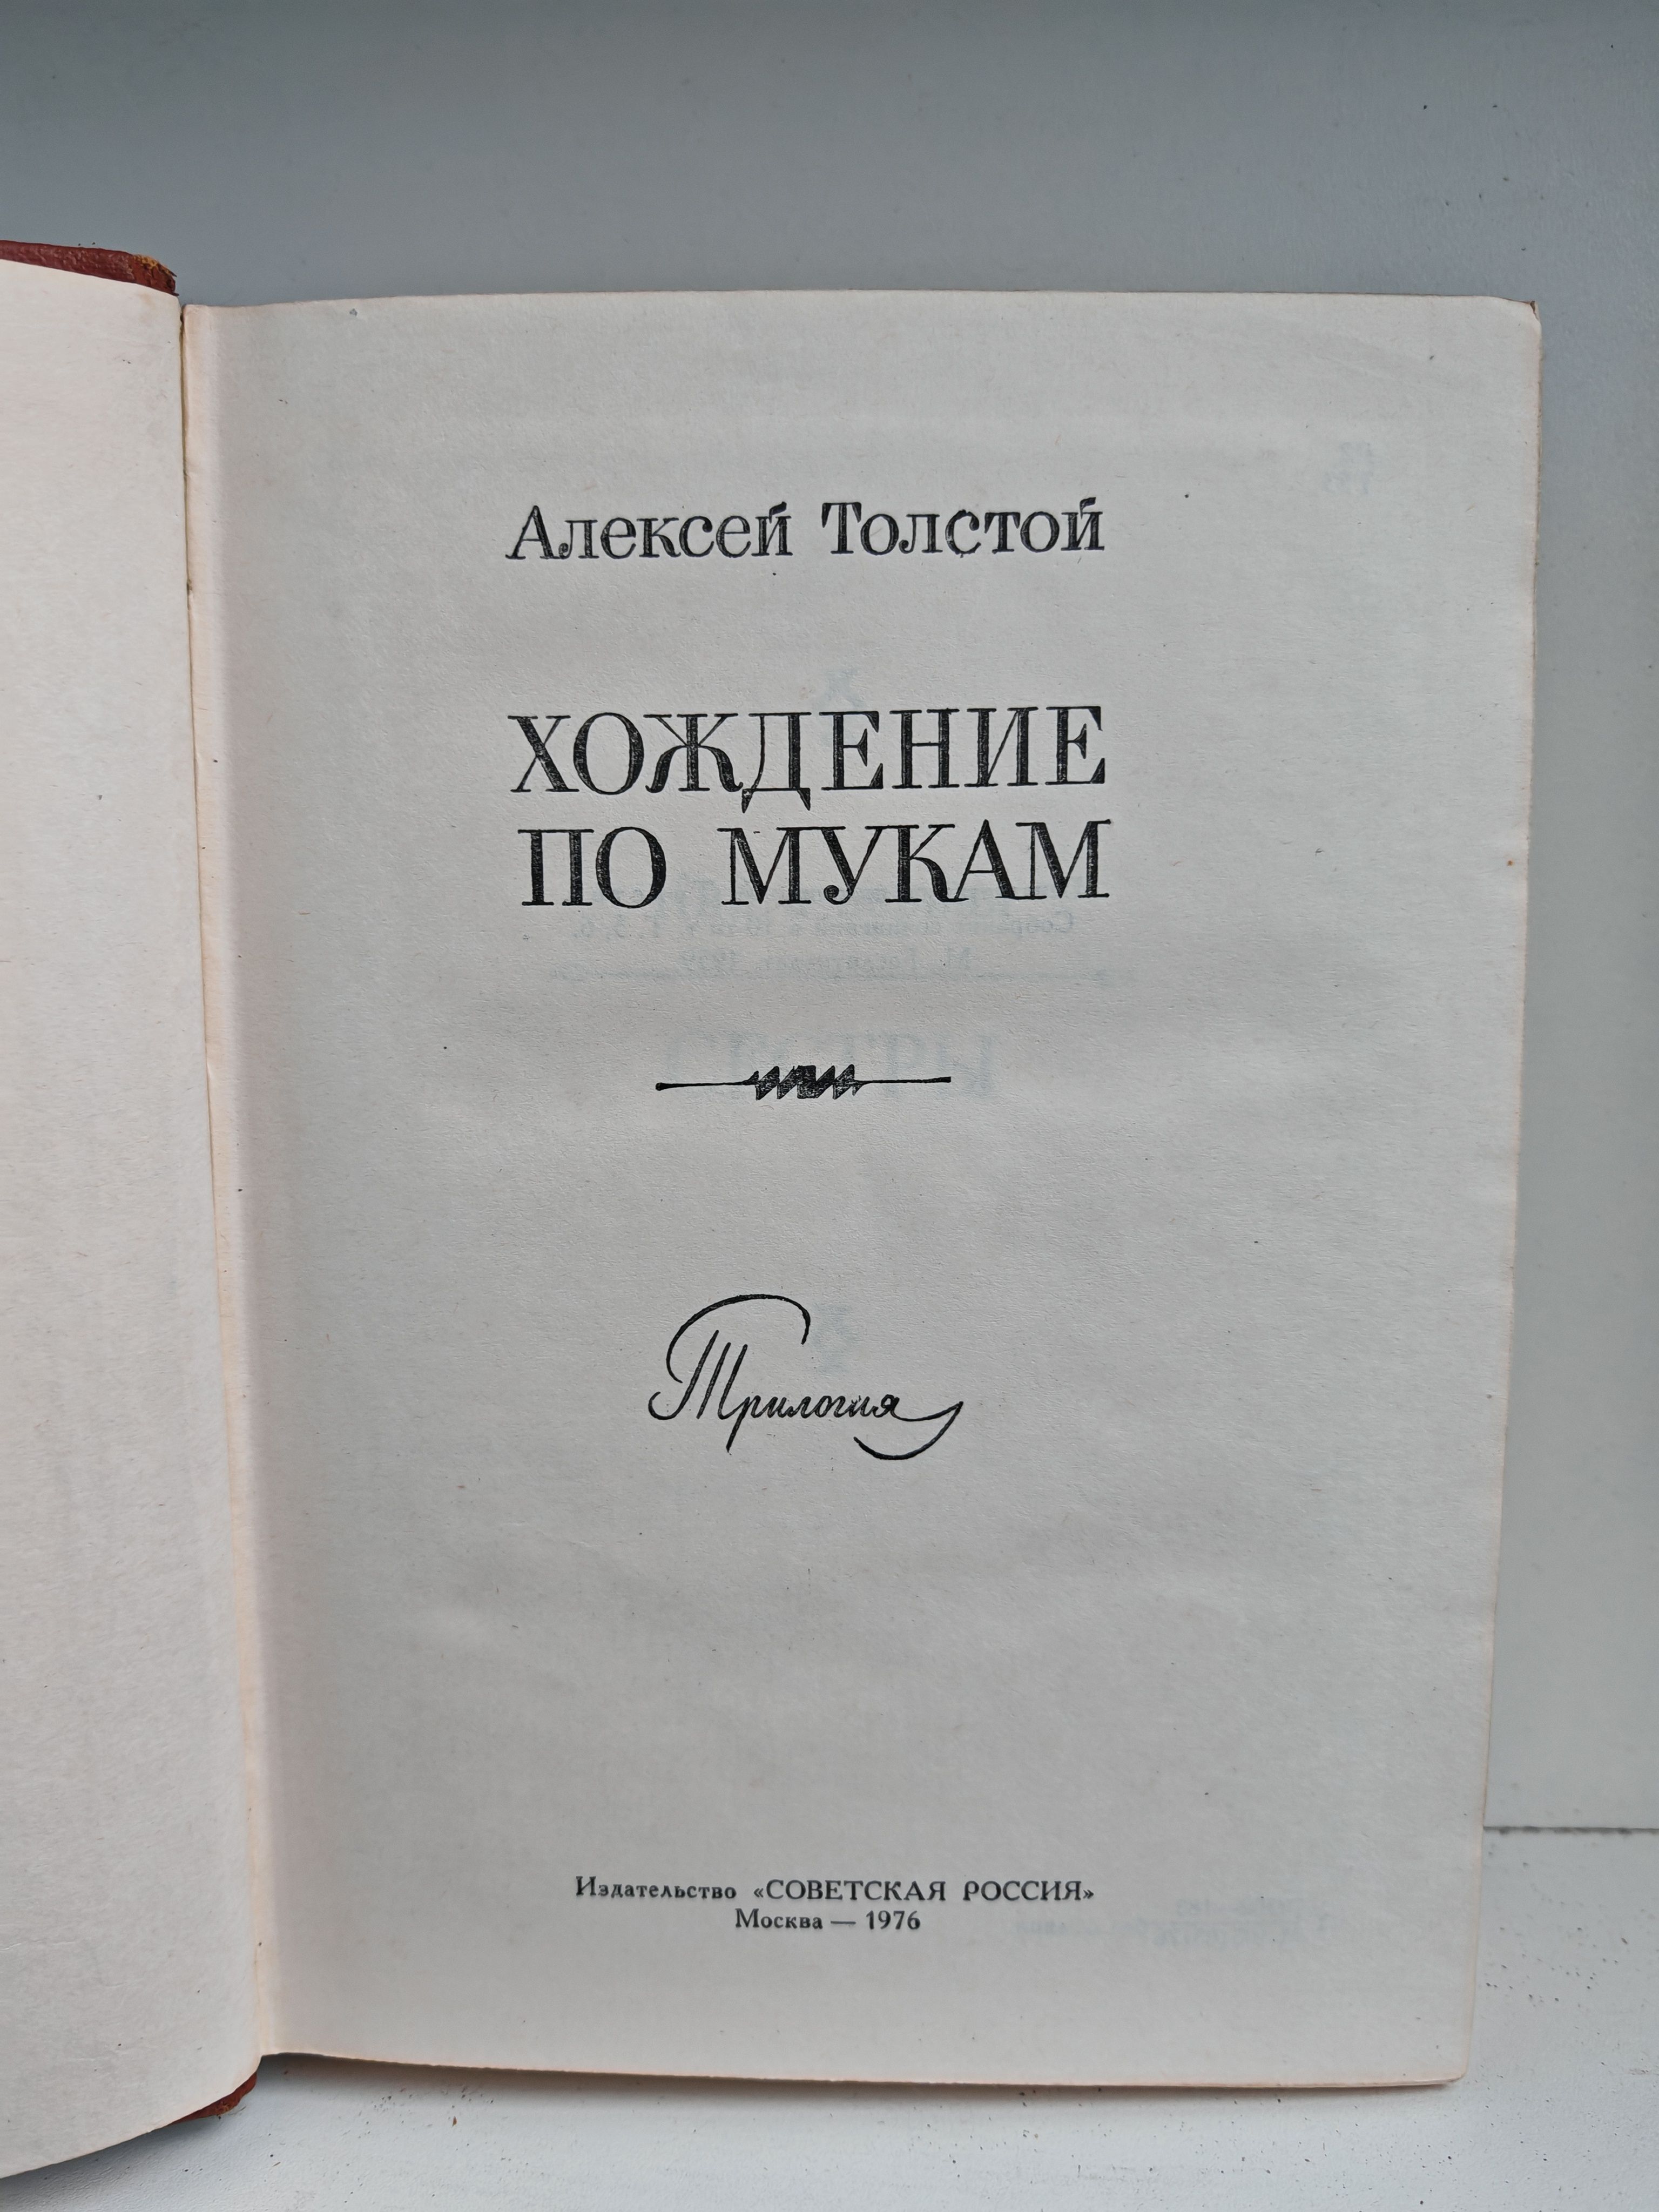 Алексей Толстой
ХОЖДЕНИЕ
ПО МУКАМ
Трилогия
Издательство «СОВЕТСКАЯ РОССИЯ»
Москва — 1976